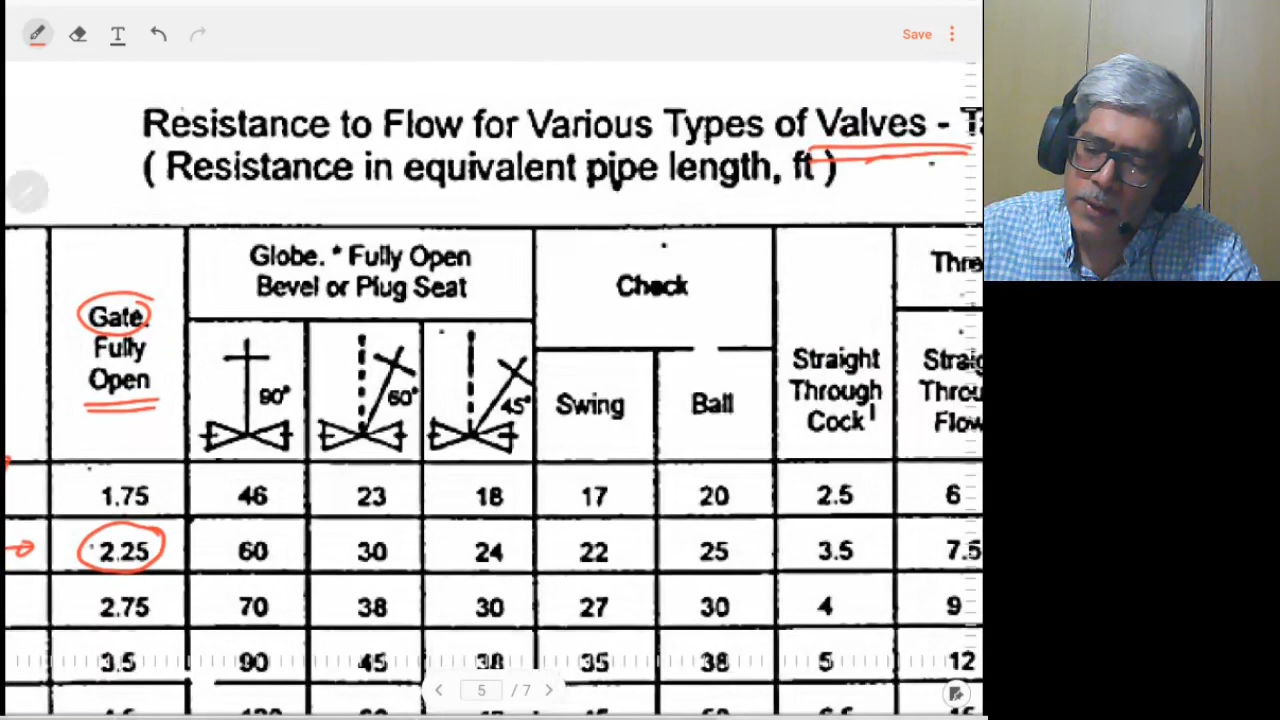 T Save
Resistance to Flow for Various Types of Valves -
( Resistance in equivalent pipe length, ft )
Gate. Fully Open
Globe. * Fully Open
Bevel or Plug Seat
Check
90° 60° 45°
Swing Ball
Straight
Through
Cock
Flow
1.75 46 23 18 17 20 2.5 6
2.25 60 30 24 22 25 3.5 7.5
2.75 70 38 30 27 30 4 9
3.5 90 45 38 35 38 5 12
5 / 7